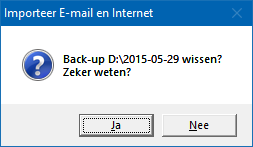 Importeer E-mail en Internet
Back-up D:\2015-05-29 wissen?
Zeker weten?
Ja
Nee